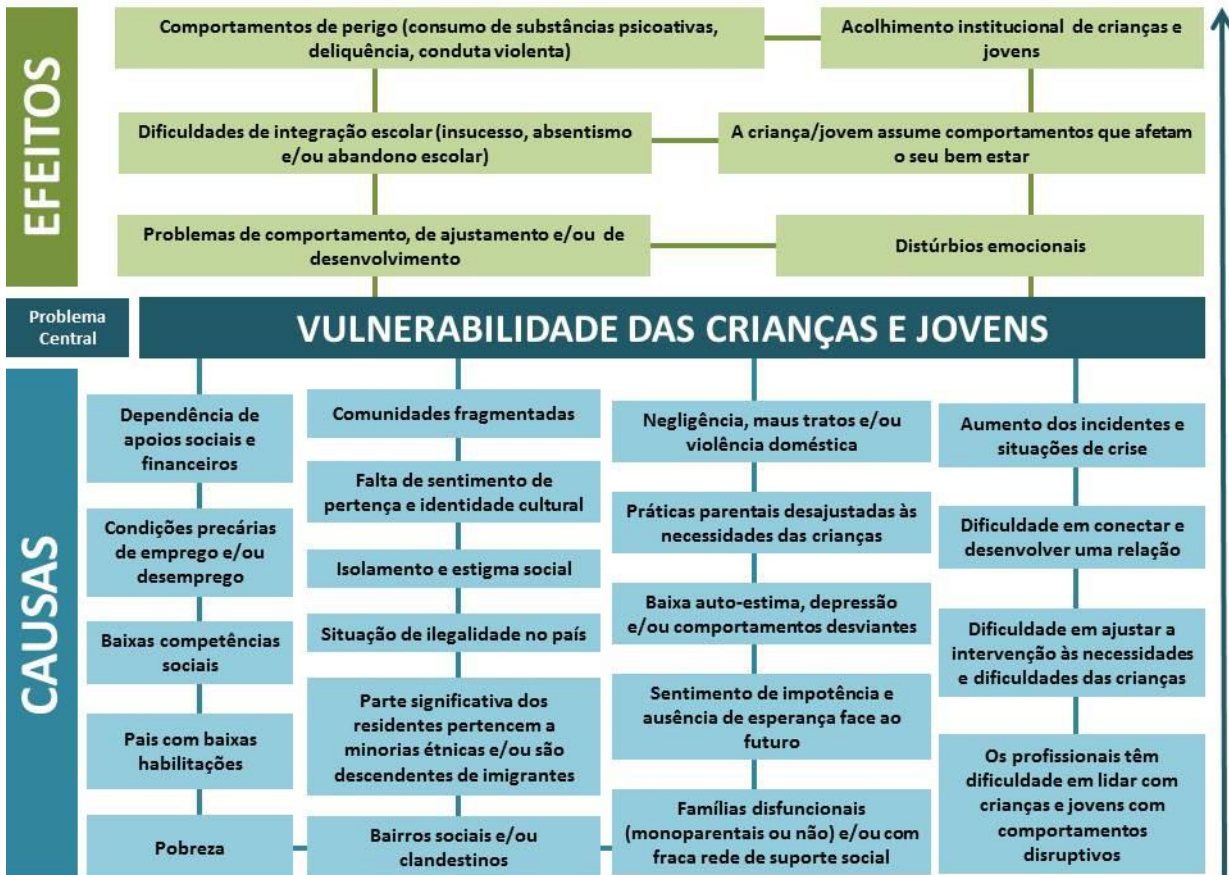 EFEITOS
Comportamentos de perigo (consumo de substâncias psicoativas,
deliquência, conduta violenta)
Acolhimento institucional de crianças e
jovens
Dificuldades de integração escolar (insucesso, absentismo
e/ou abandono escolar)
A criança/jovem assume comportamentos que afetam
o seu bem estar
Problemas de comportamento, de ajustamento e/ou de
desenvolvimento
Distúrbios emocionais
Problema
Central
VULNERABILIDADE DAS CRIANÇAS E JOVENS
CAUSAS
Dependência de
apoios sociais e
financeiros
Condições precárias
de emprego e/ou
desemprego
Baixas competências
sociais
Pais com baixas
habilitações
Pobreza
Comunidades fragmentadas
Falta de sentimento de
pertença e identidade cultural
Isolamento e estigma social
Situação de ilegalidade no país
Parte significativa dos
residentes pertencem a
minorias étnicas e/ou são
descendentes de imigrantes
Bairros sociais e/ou
clandestinos
Negligência, maus tratos e/ou
violência doméstica
Práticas parentais desajustadas às
necessidades das crianças
Baixa auto-estima, depressão
e/ou comportamentos desviantes
Sentimento de impotência e
ausência de esperança face ao
futuro
Famílias disfuncionais
(monoparentais ou não) e/ou com
fraca rede de suporte social
Aumento dos incidentes e
situações de crise
Dificuldade em conectar e
desenvolver uma relação
Dificuldade em ajustar a
intervenção às necessidades
e dificuldades das crianças
Os profissionais têm
dificuldade em lidar com
crianças e jovens com
comportamentos
disruptivos